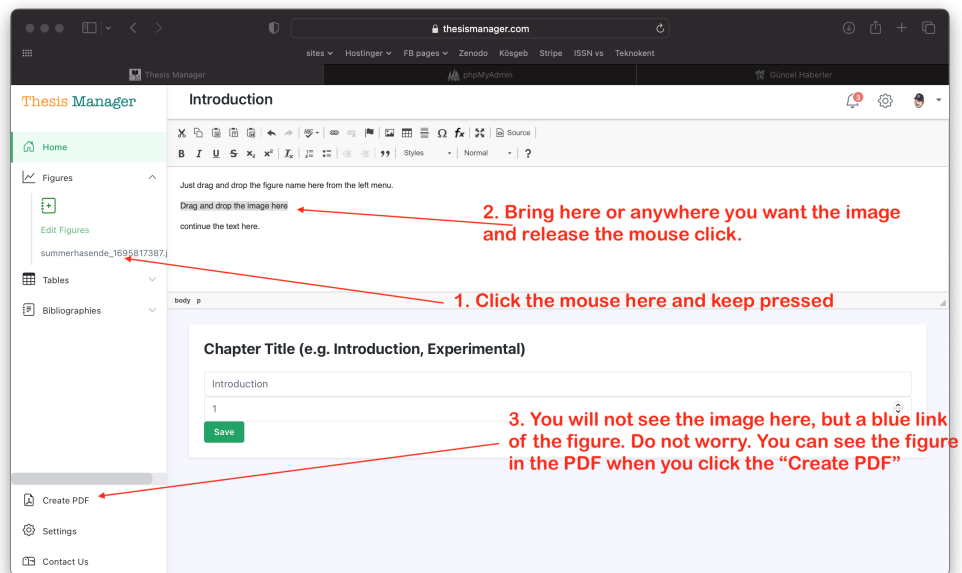 thesismanager.com
sites Hostinger FB pages Zenodo Kösgeb Stripe ISSN vs Teknokent
Thesis Manager phpMyAdmin Güncel Haberler
Thesis Manager
Introduction
3
Home
Source
B I U S x₂ x² Ix Styles Normal ?
Figures
Just drag and drop the figure name here from the left menu.
Drag and drop the image here
continue the text here.
2. Bring here or anywhere you want the image
and release the mouse click.
Edit Figures
summerhasende_1695817387.j
Tables
Bibliographies
body p
1. Click the mouse here and keep pressed
Chapter Title (e.g. Introduction, Experimental)
Introduction
1
Save
3. You will not see the image here, but a blue link
of the figure. Do not worry. You can see the figure
in the PDF when you click the “Create PDF”
Create PDF
Settings
Contact Us